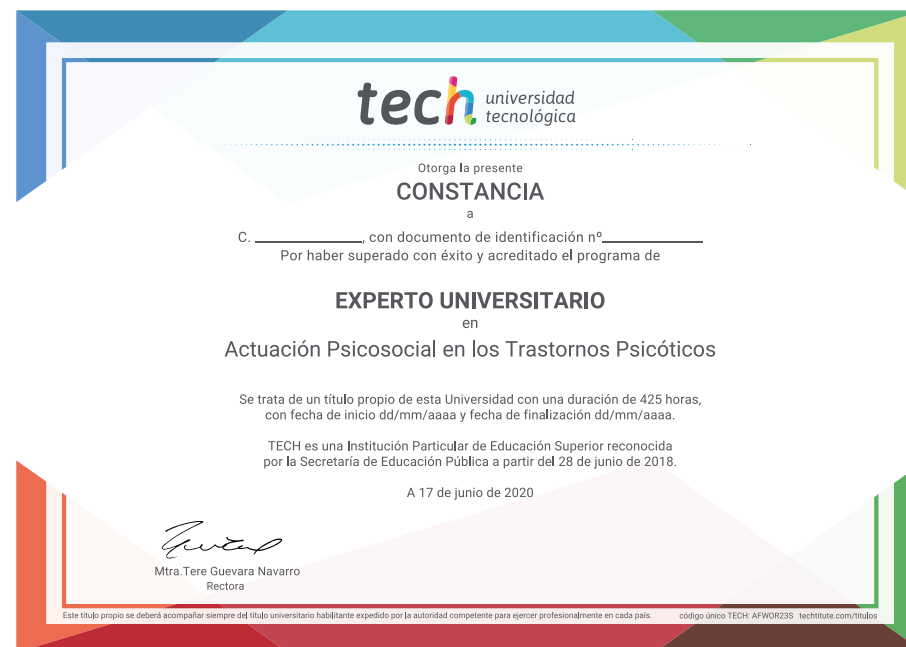 tech universidad
tecnológica
Otorga la presente
CONSTANCIA
a
C. ____________, con documento de identificación nº____________
Por haber superado con éxito y acreditado el programa de
EXPERTO UNIVERSITARIO
en
Actuación Psicosocial en los Trastornos Psicóticos
Se trata de un título propio de esta Universidad con una duración de 425 horas,
con fecha de inicio dd/mm/aaaa y fecha de finalización dd/mm/aaaa.
TECH es una Institución Particular de Educación Superior reconocida
por la Secretaría de Educación Pública a partir del 28 de junio de 2018.
A 17 de junio de 2020
Mtra.Tere Guevara Navarro
Rectora
Este título propio se deberá acompañar siempre del título universitario habilitante expedido por la autoridad competente para ejercer profesionalmente en cada país. código único TECH: AFWOR23S techtitute.com/titulos